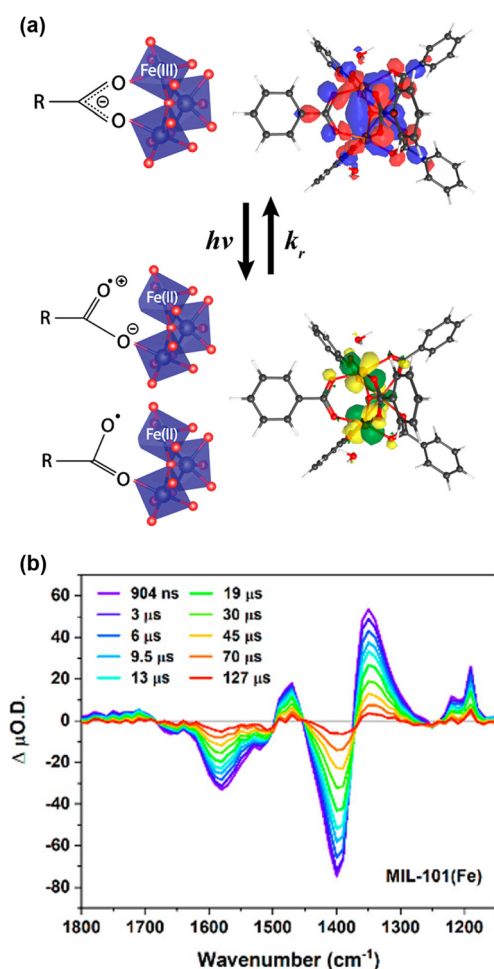 (a)
O
Fe(III)
R
⊖
O
hν
k_r
O•⊕
Fe(II)
R
O⊖
O•
Fe(II)
R
O
(b)
60
904 ns 19 μs
3 μs 30 μs
40
6 μs 45 μs
9.5 μs 70 μs
20
13 μs 127 μs
0
Δ μO.D.
-20
-40
-60
MIL-101(Fe)
-80
1800 1700 1600 1500 1400 1300 1200
Wavenumber (cm⁻¹)